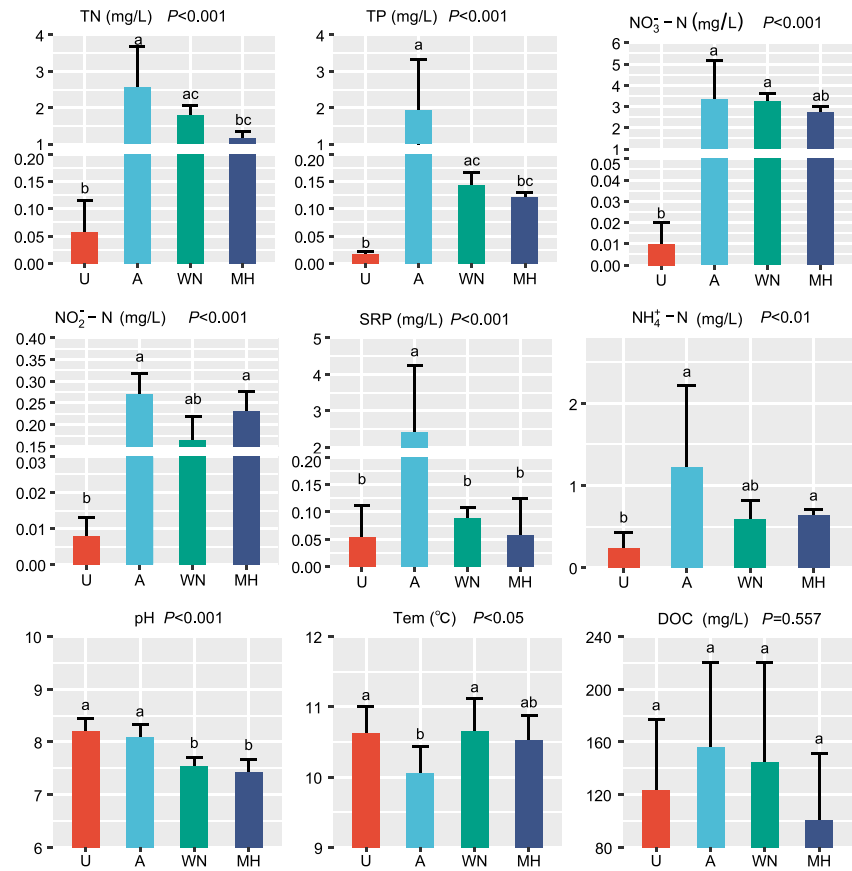 TN (mg/L) P<0.001
4
3
2
1
0.20
0.15
0.10
0.05
0.00
b
a
ac
bc
U
A
WN
MH
TP (mg/L) P<0.001
4
3
2
1
0.20
0.15
0.10
0.05
0.00
b
a
ac
bc
U
A
WN
MH
NO₃⁻–N (mg/L) P<0.001
6
5
4
3
2
1
0.05
0.04
0.03
0.02
0.01
0.00
b
a
a
ab
U
A
WN
MH
NO₂⁻–N (mg/L) P<0.001
0.40
0.35
0.30
0.25
0.20
0.15
0.03
0.02
0.01
0.00
b
a
ab
a
U
A
WN
MH
SRP (mg/L) P<0.001
5
4
3
2
0.20
0.15
0.10
0.05
0.00
b
a
b
b
U
A
WN
MH
NH₄⁺–N (mg/L) P<0.01
2
1
0
b
a
ab
a
U
A
WN
MH
pH P<0.001
10
9
8
7
6
a
a
b
b
U
A
WN
MH
Tem (°C) P<0.05
12
11
10
9
a
b
a
ab
U
A
WN
MH
DOC (mg/L) P=0.557
240
200
160
120
80
a
a
a
a
U
A
WN
MH